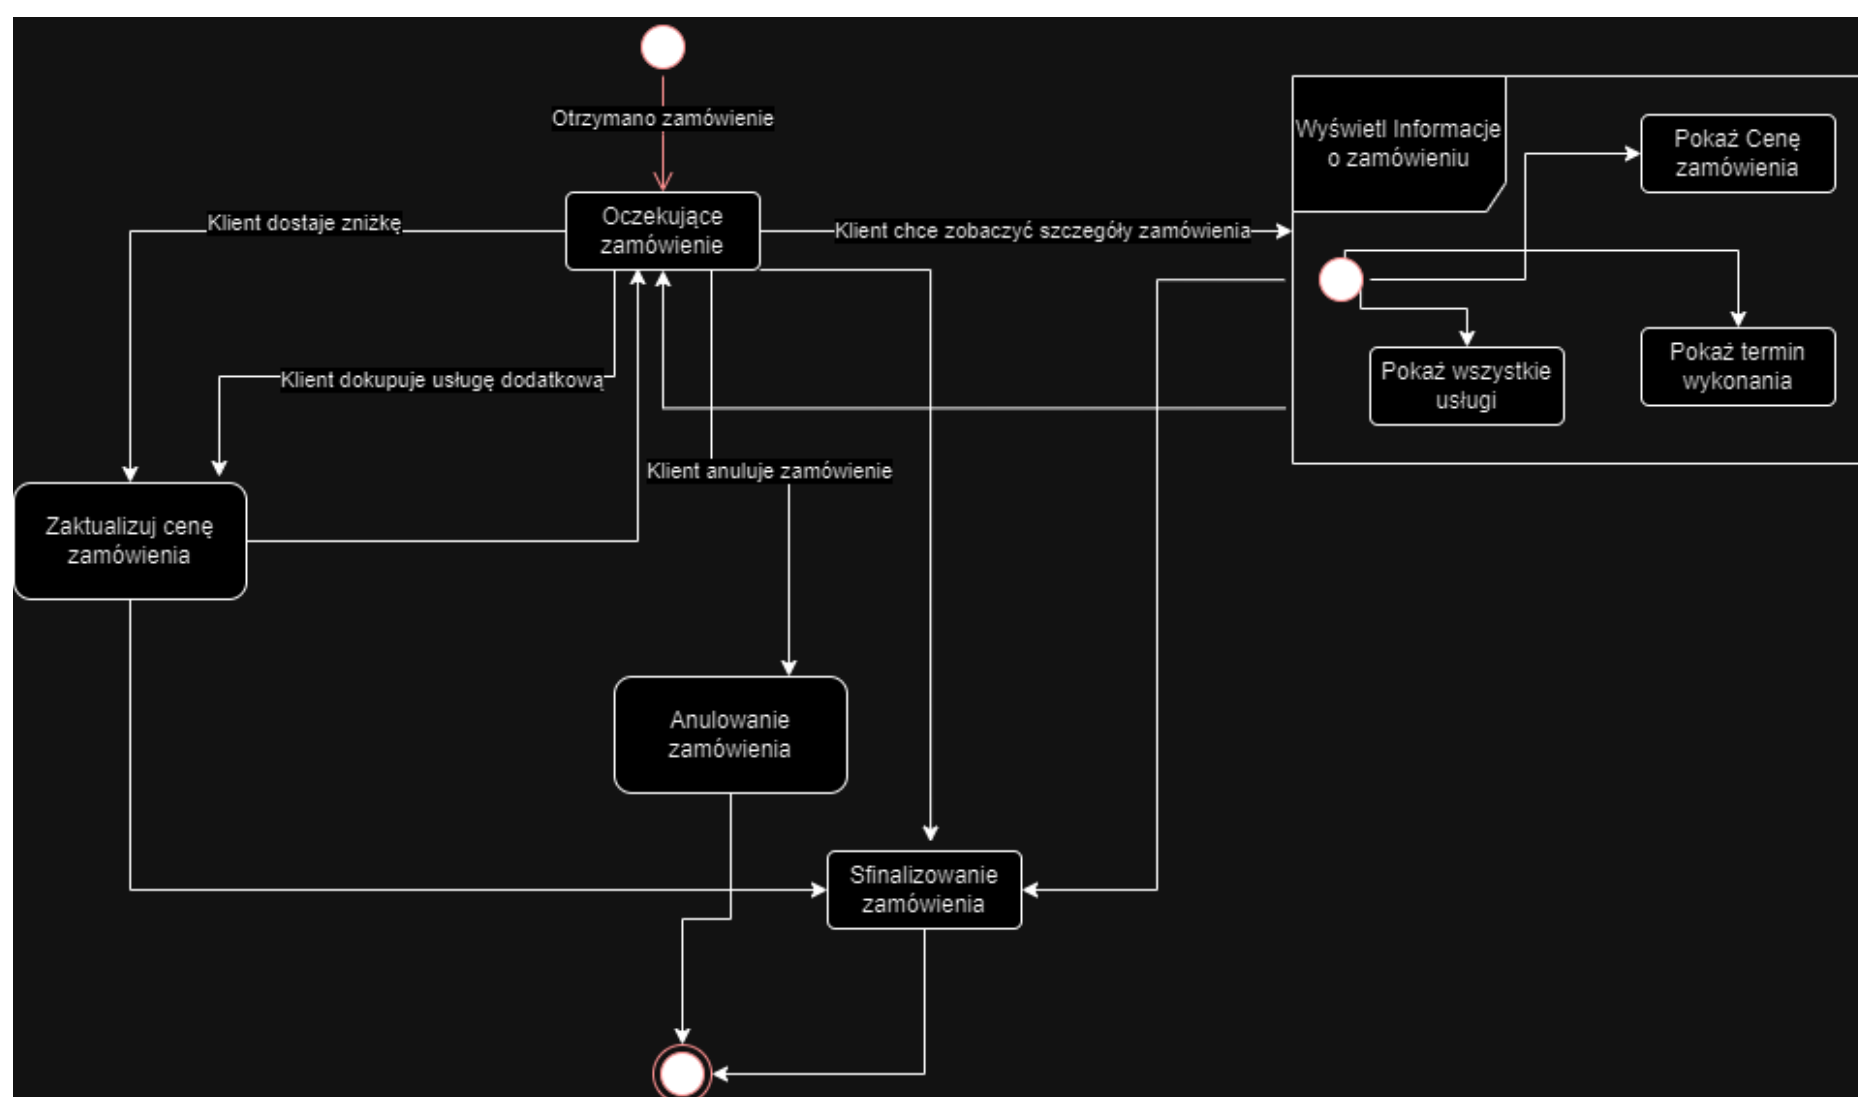 Otrzymano zamówienie
Wyświetl Informacje
o zamówieniu
Pokaż Cenę
zamówienia
Klient dostaje zniżkę
Oczekujące
zamówienie
Klient chce zobaczyć szczegóły zamówienia
Klient dokupuje usługę dodatkową
Pokaż wszystkie
usługi
Pokaż termin
wykonania
Klient anuluje zamówienie
Zaktualizuj cenę
zamówienia
Anulowanie
zamówienia
Sfinalizowanie
zamówienia